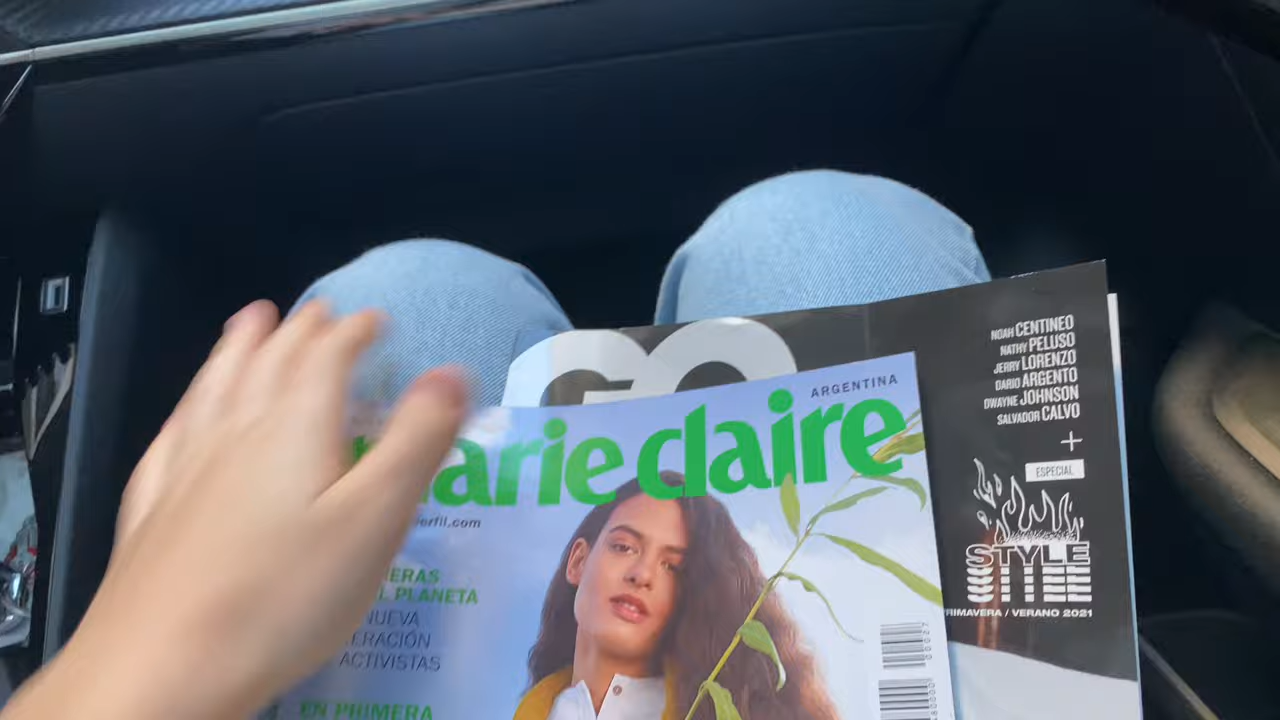 GQ
NOAH CENTINEO
NATHY PELUSO
JERRY LORENZO
DARIO ARGENTO
DWAYNE JOHNSON
SALVADOR CALVO
+
ESPECIAL
STYLE
PRIMAVERA / VERANO 2021
ARGENTINA
marie claire
erfil.com
ERAS
L PLANETA
NUEVA
ERACIÓN
ACTIVISTAS
EN PRIMERA